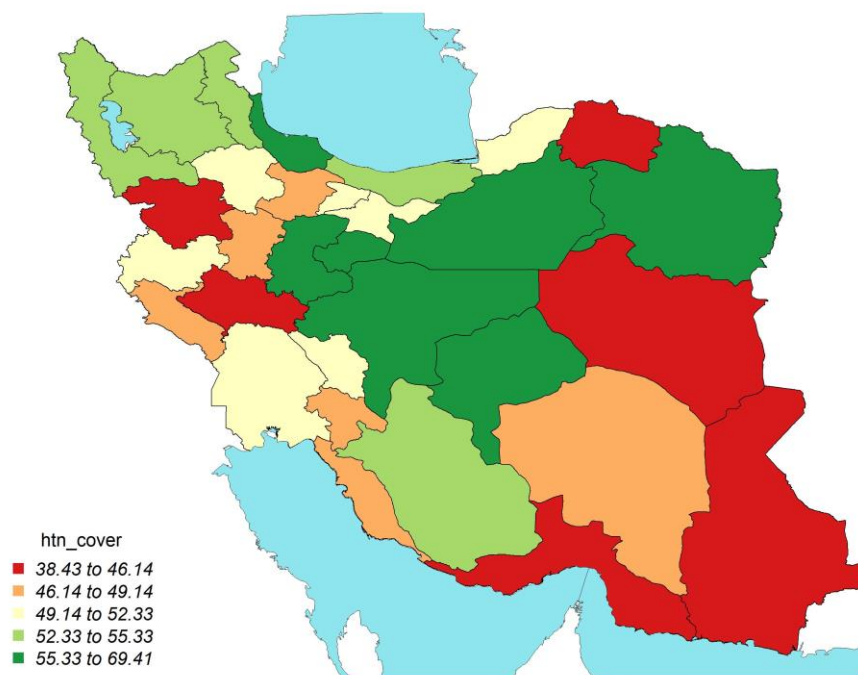 htn_cover
38.43 to 46.14
46.14 to 49.14
49.14 to 52.33
52.33 to 55.33
55.33 to 69.41